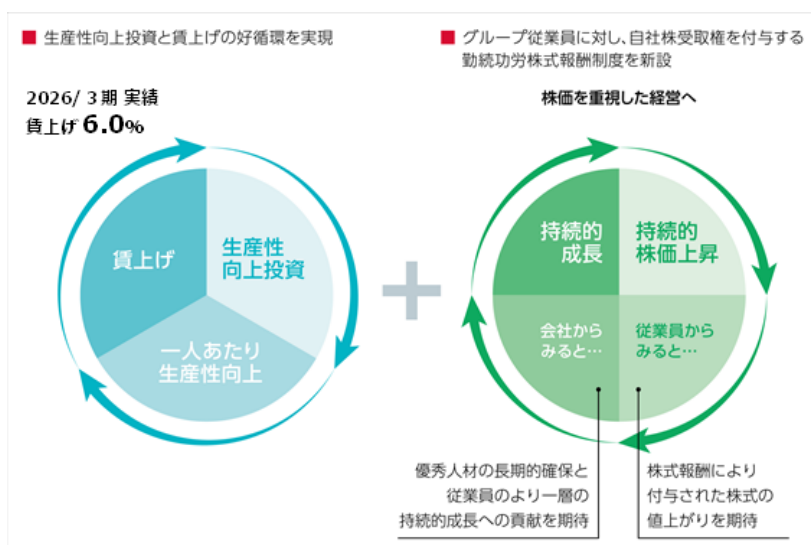 ■ 生産性向上投資と賃上げの好循環を実現
2026/3期 実績
賃上げ 6.0%
賃上げ
生産性
向上投資
一人あたり
生産性向上
■ グループ従業員に対し、自社株受取権を付与する
勤続功労株式報酬制度を新設
株価を重視した経営へ
持続的
成長
持続的
株価上昇
会社から
みると…
従業員から
みると…
優秀人材の長期的確保と
従業員のより一層の
持続的成長への貢献を期待
株式報酬により
付与された株式の
値上がりを期待